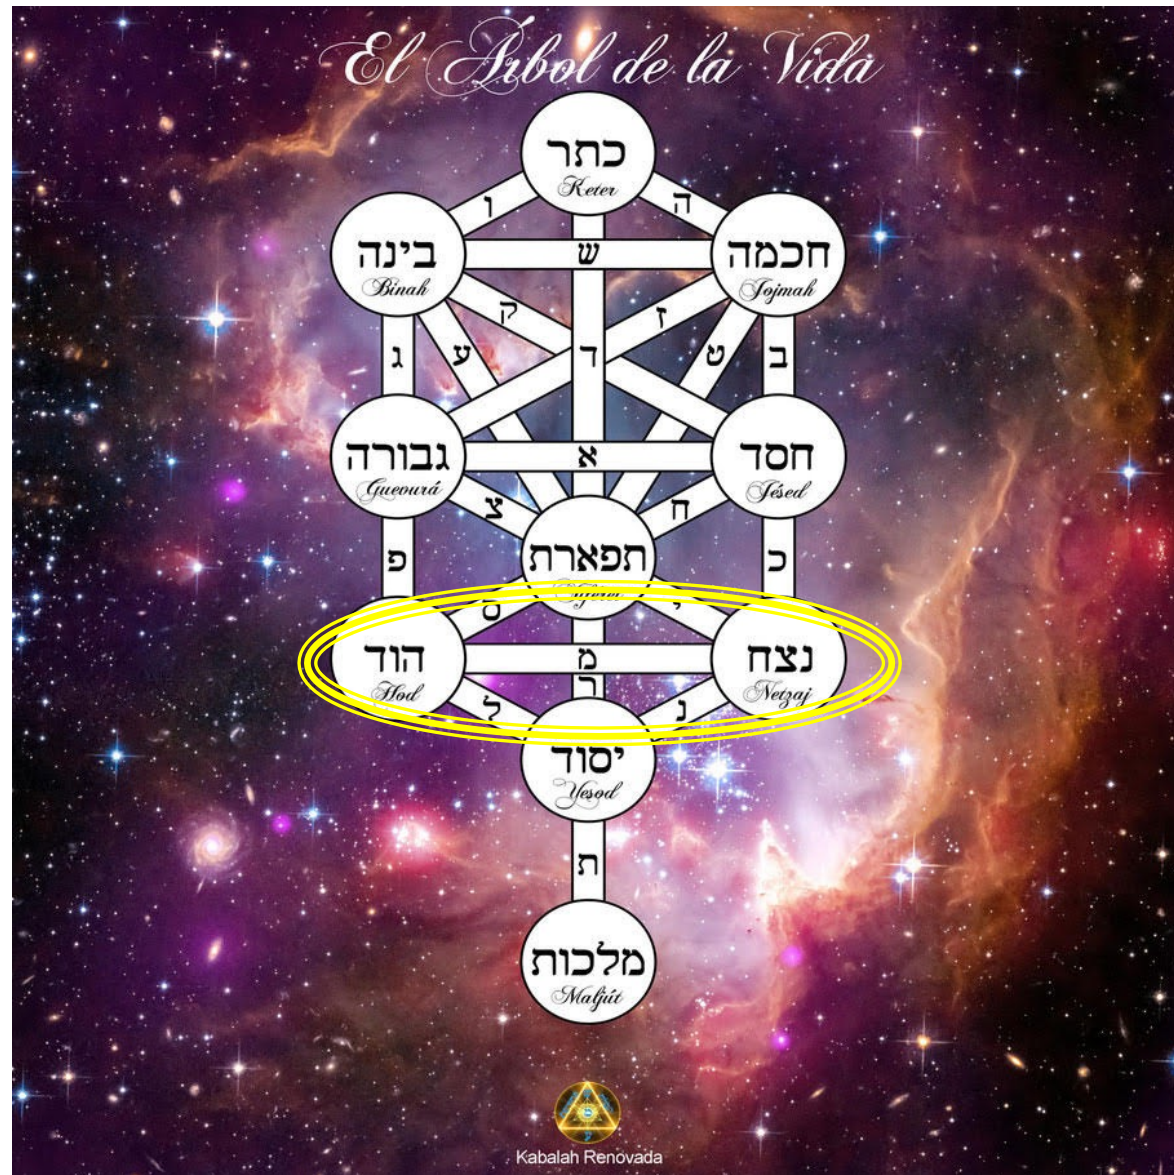 El Árbol de la Vida
כתר
Keter
ו
ה
בינה
Binah
ש
חכמה
Jojmah
ק
ז
ג
ע
ד
ט
ב
גבורה
Guevurá
א
חסד
Jésed
צ
ח
תפארת
פ
כ
ס
י
הוד
Hod
מ
ר
נצח
Netzaj
ל
נ
יסוד
Yesod
ת
מלכות
Maljút
Kabalah Renovada